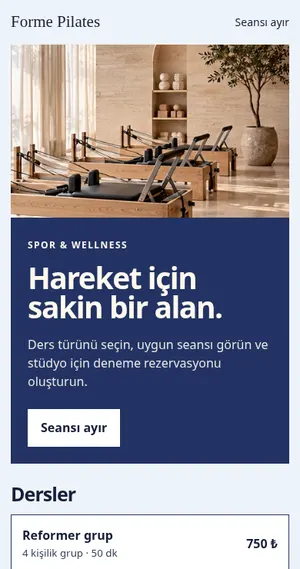 Forme Pilates
Seansı ayır
SPOR & WELLNESS
Hareket için
sakin bir alan.
Ders türünü seçin, uygun seansı görün ve
stüdyo için deneme rezervasyonu
oluşturun.
Seansı ayır
Dersler
Reformer grup
4 kişilik grup · 50 dk
750 ₺